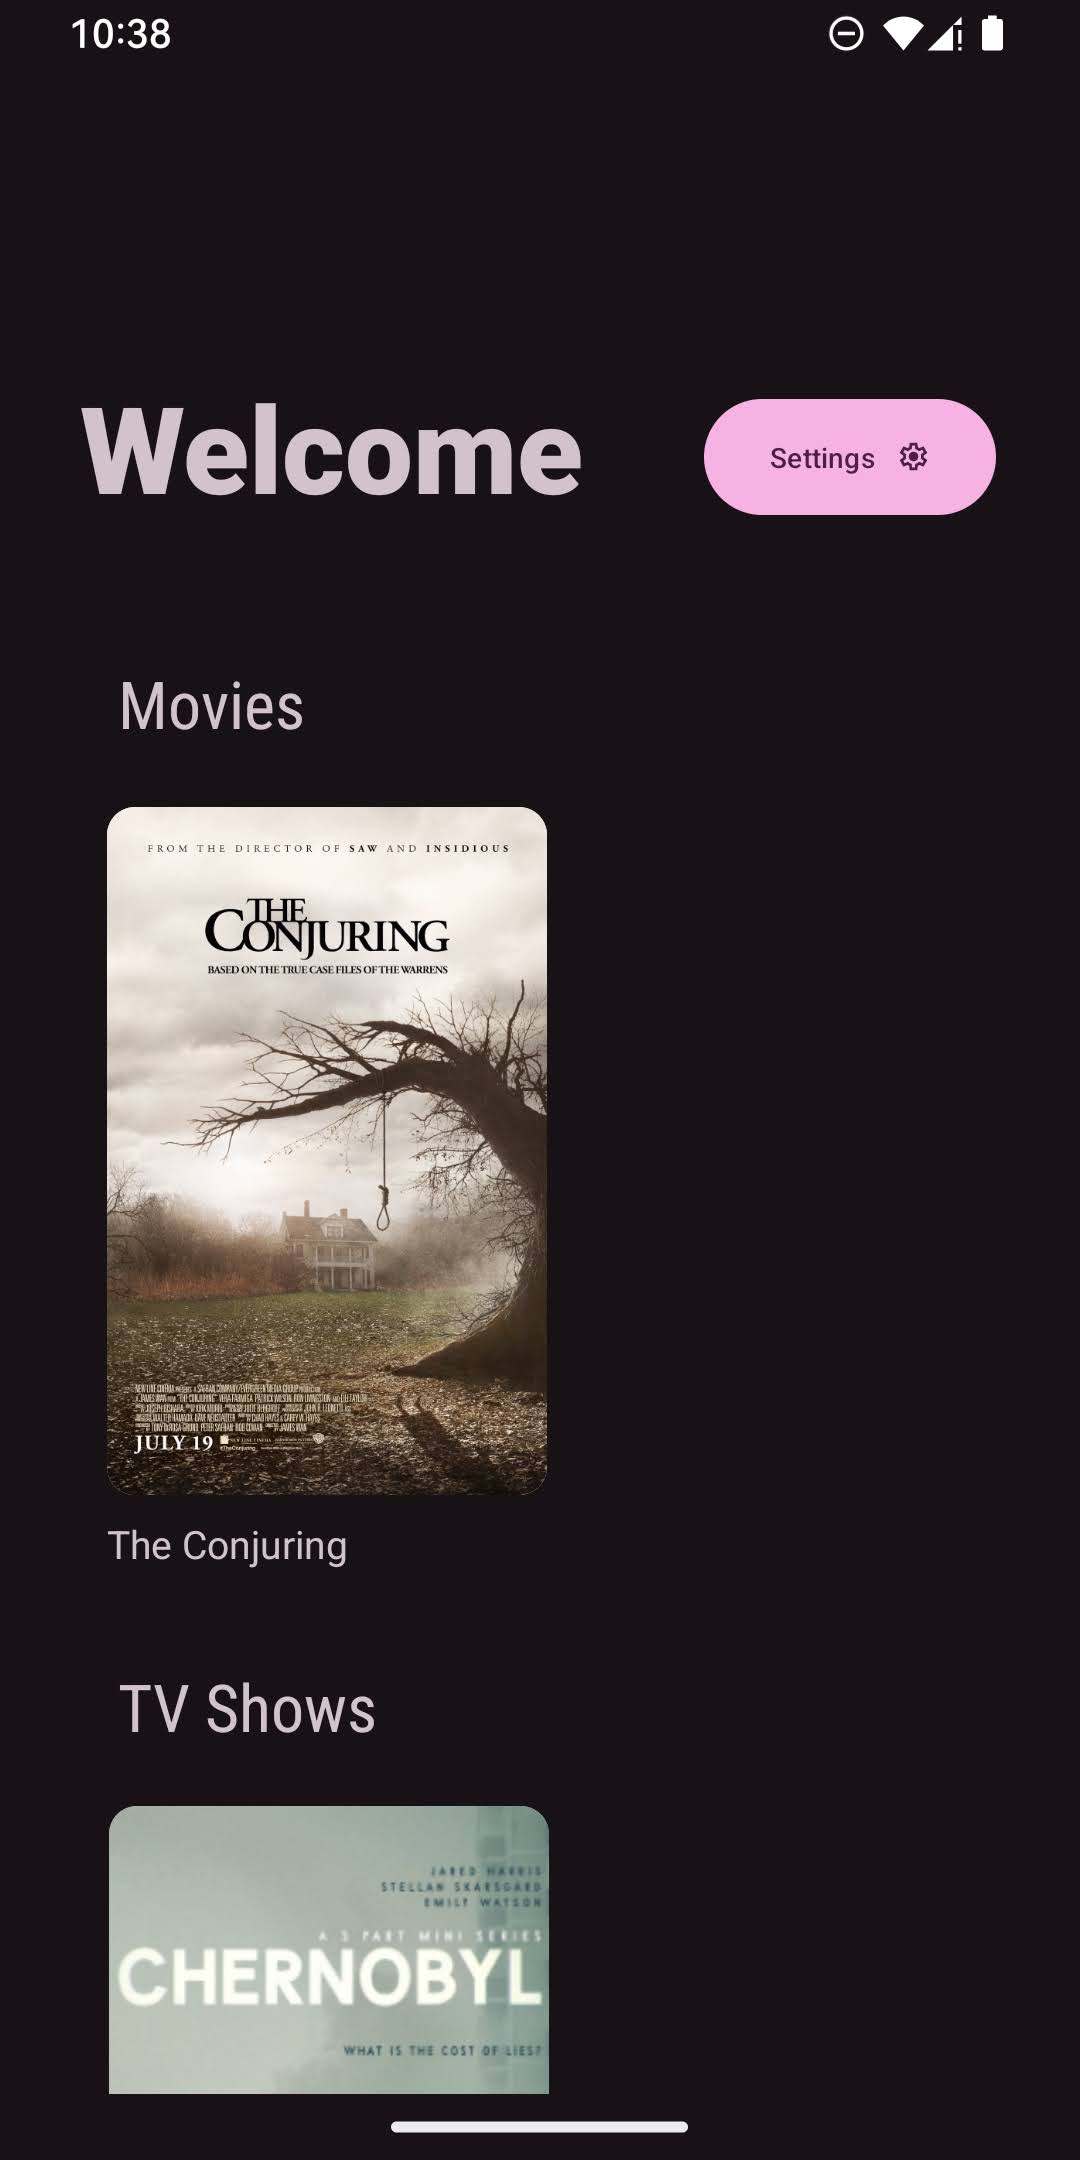 10:38
Welcome
Settings
Movies
FROM THE DIRECTOR OF SAW AND INSIDIOUS
THE
CONJURING
BASED ON THE TRUE CASE FILES OF THE WARRENS
JULY 19
The Conjuring
TV Shows
JARED HARRIS
STELLAN SKARSGARD
EMILY WATSON
A 5 PART MINI SERIES
CHERNOBYL
WHAT IS THE COST OF LIES?